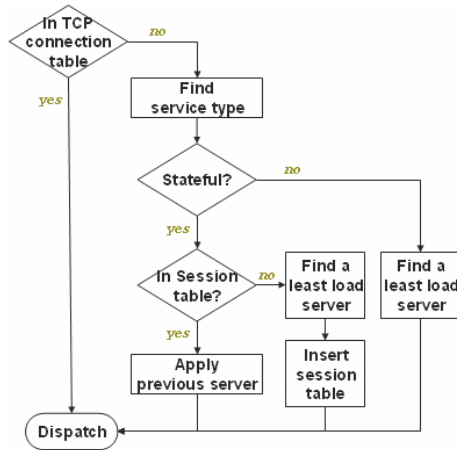 In TCP
connection
table
no
yes
Find
service type
Stateful?
no
yes
In Session
table?
no
Find a
least load
server
Find a
least load
server
yes
Apply
previous server
Insert
session
table
Dispatch